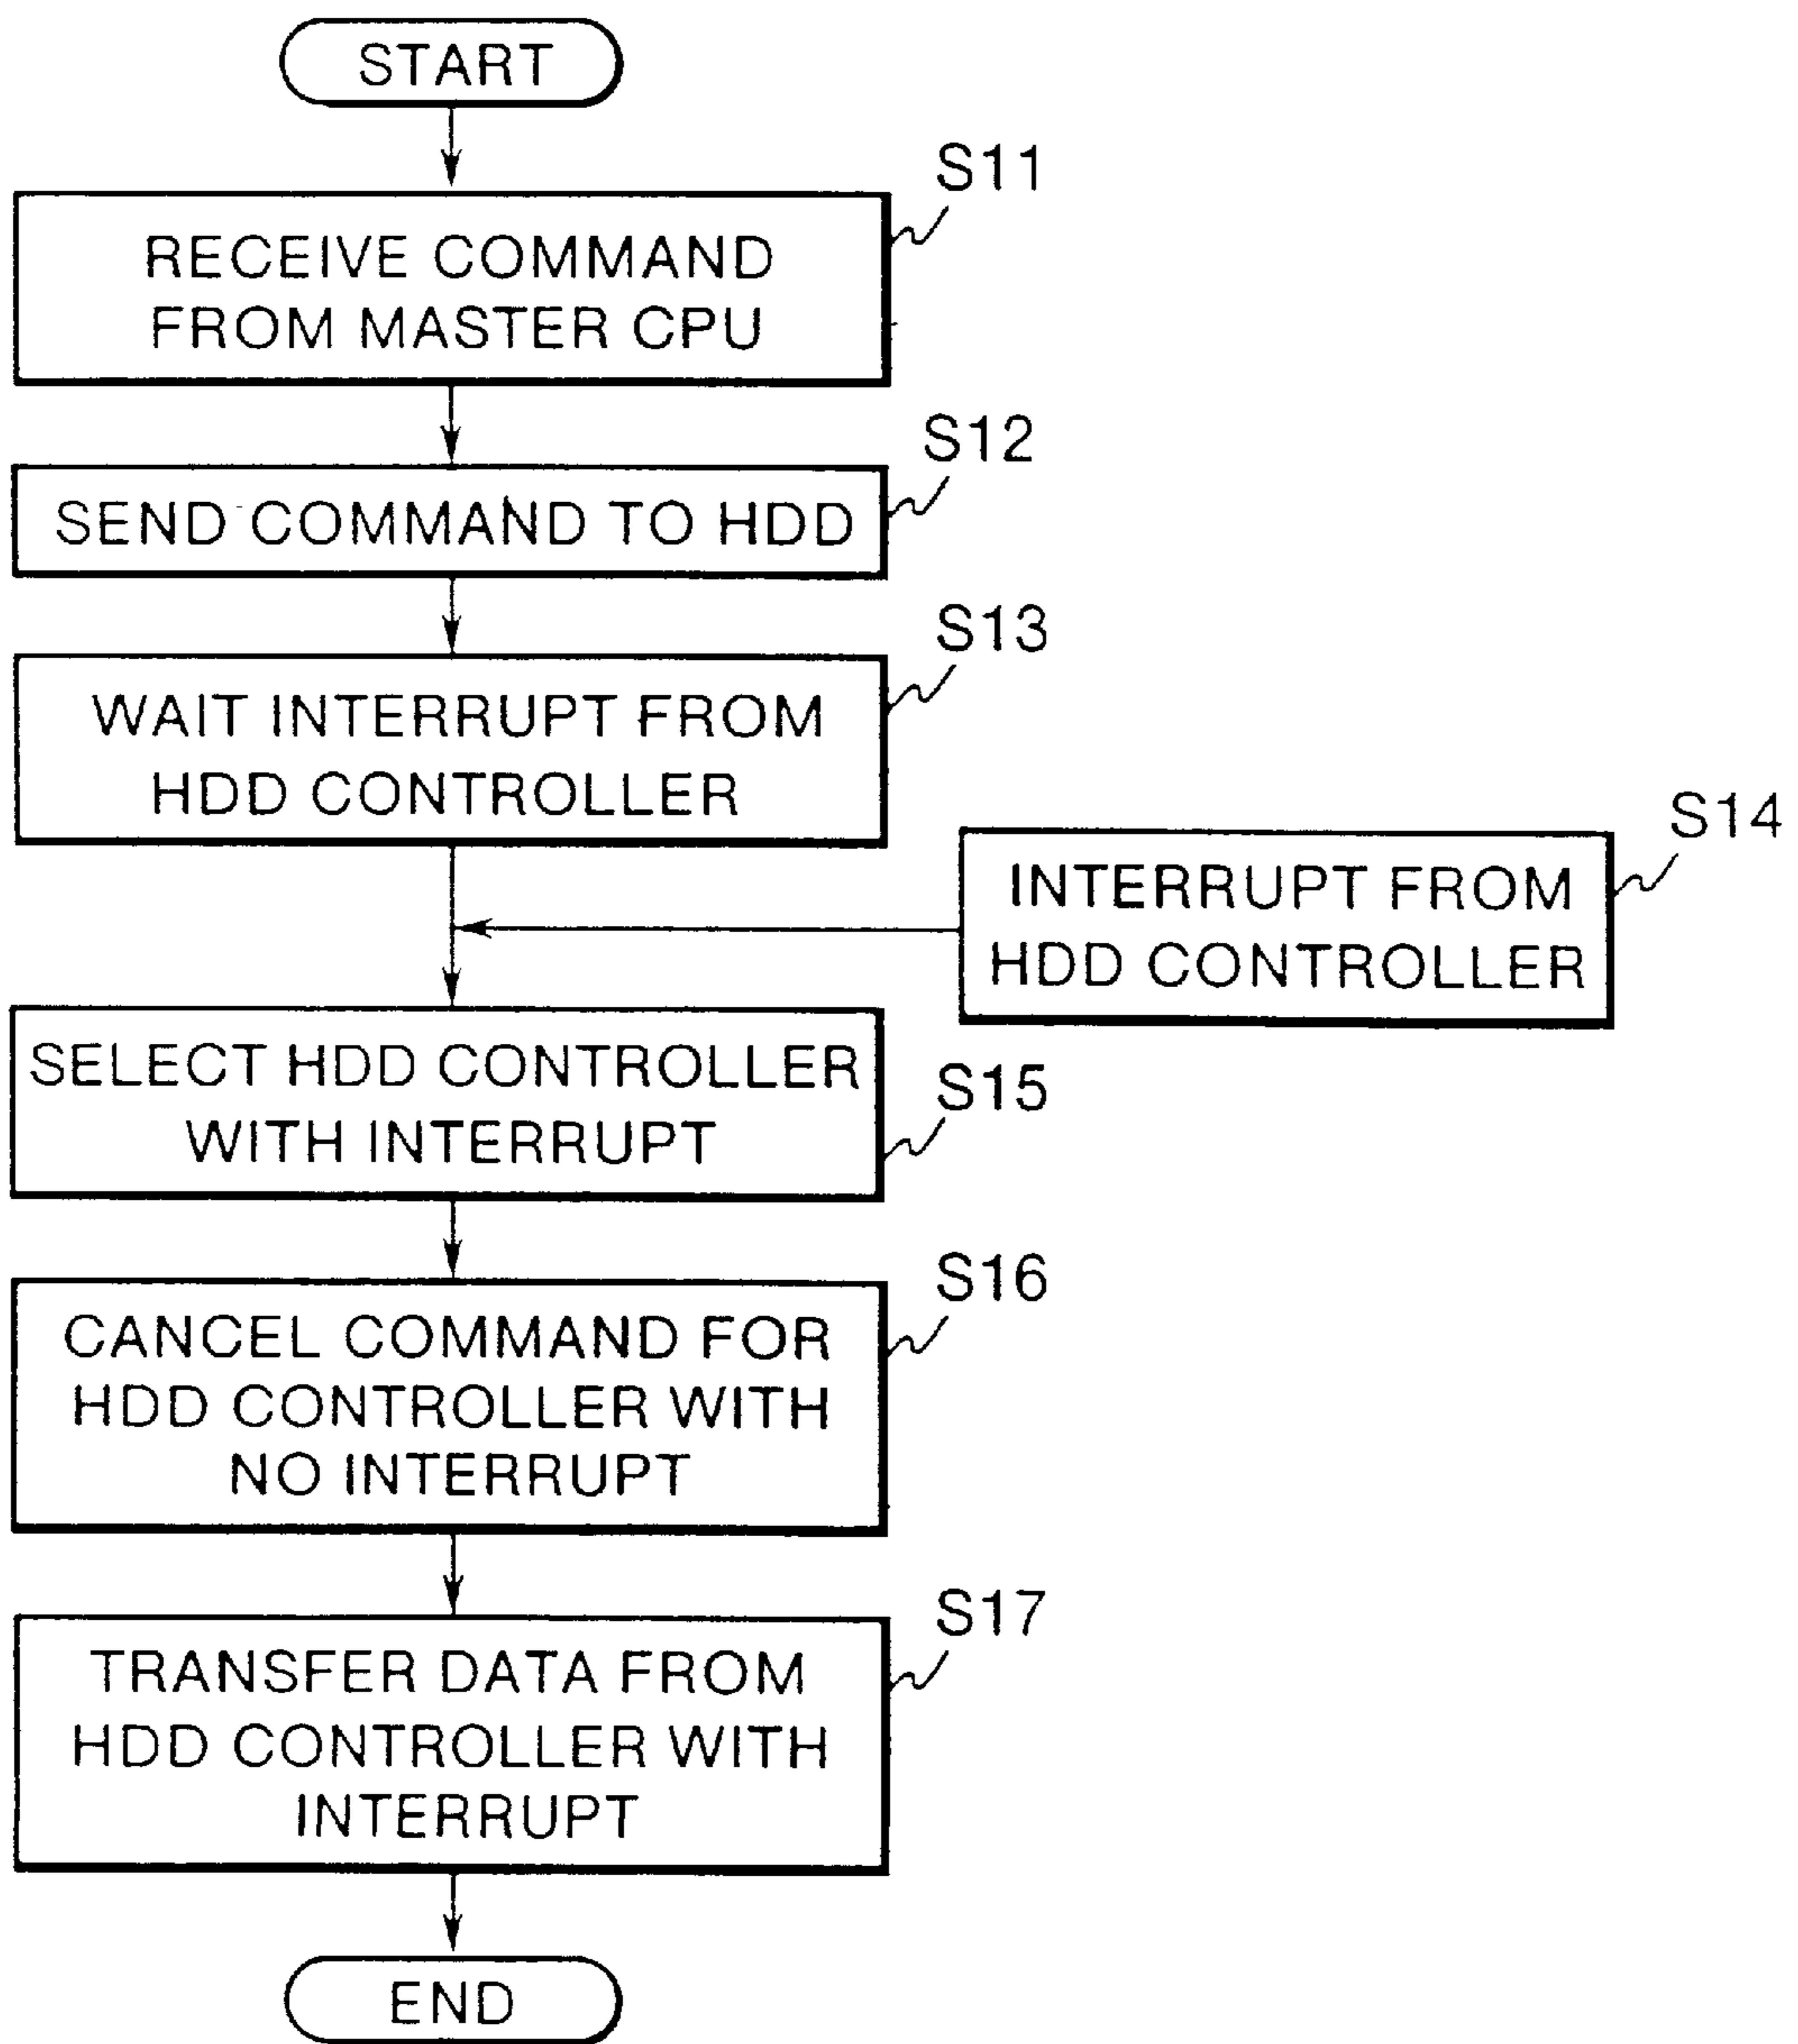 START
S11
RECEIVE COMMAND
FROM MASTER CPU
S12
SEND COMMAND TO HDD
S13
WAIT INTERRUPT FROM
HDD CONTROLLER
S14
INTERRUPT FROM
HDD CONTROLLER
SELECT HDD CONTROLLER
WITH INTERRUPT
S15
S16
CANCEL COMMAND FOR
HDD CONTROLLER WITH
NO INTERRUPT
S17
TRANSFER DATA FROM
HDD CONTROLLER WITH
INTERRUPT
END